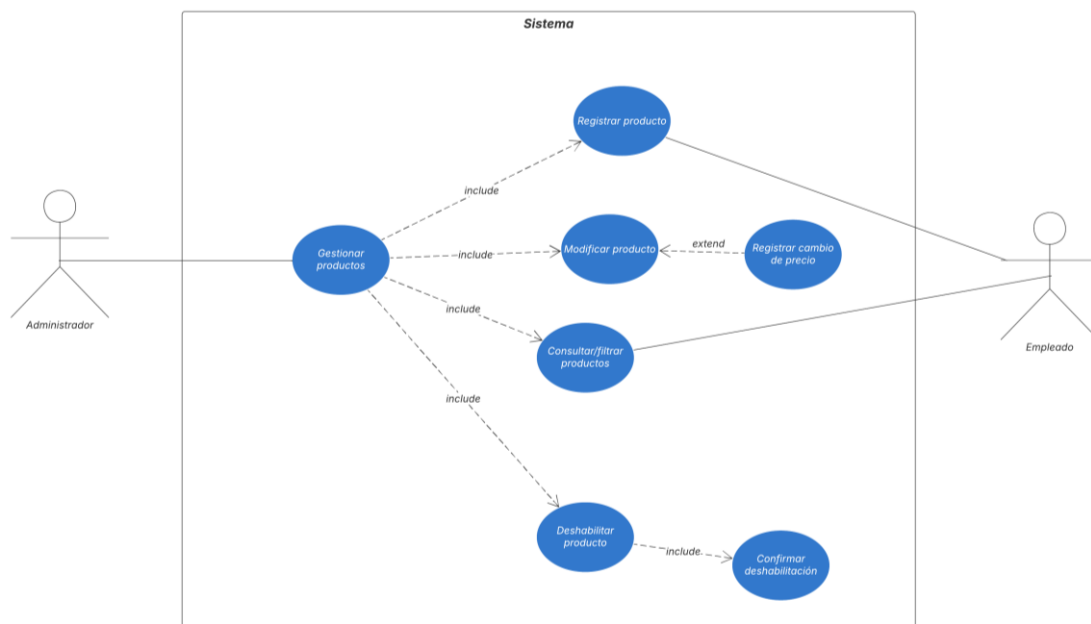 Sistema
Registrar producto
include
Gestionar
productos
include
Modificar producto
extend
Registrar cambio
de precio
include
Consultar/filtrar
productos
Administrador
Empleado
include
Deshabilitar
producto
include
Confirmar
deshabilitación